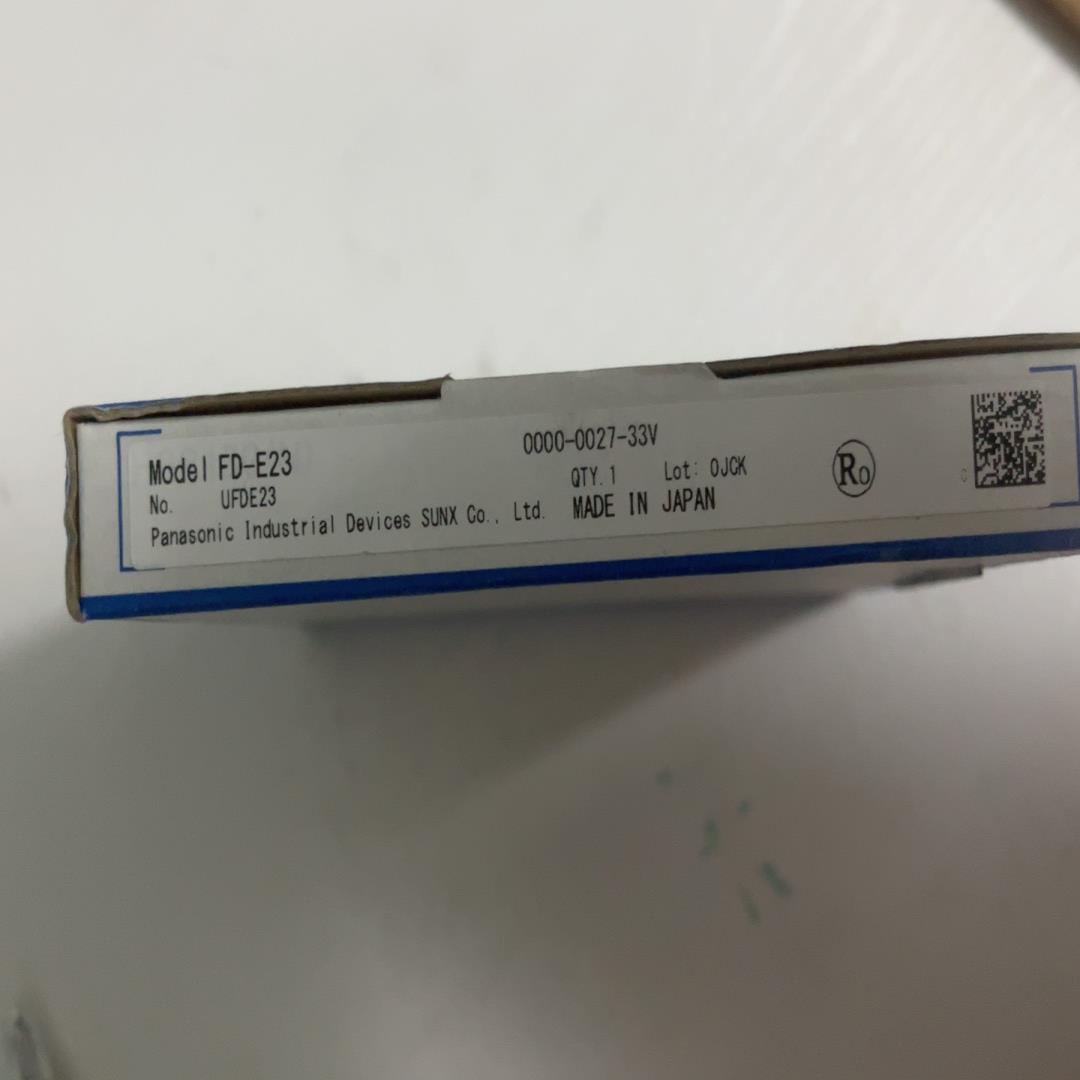 Model FD-E23
0000-0027-33V
No. UFDE23
QTY. 1 Lot: OJCK
Panasonic Industrial Devices SUNX Co., Ltd. MADE IN JAPAN
Ro